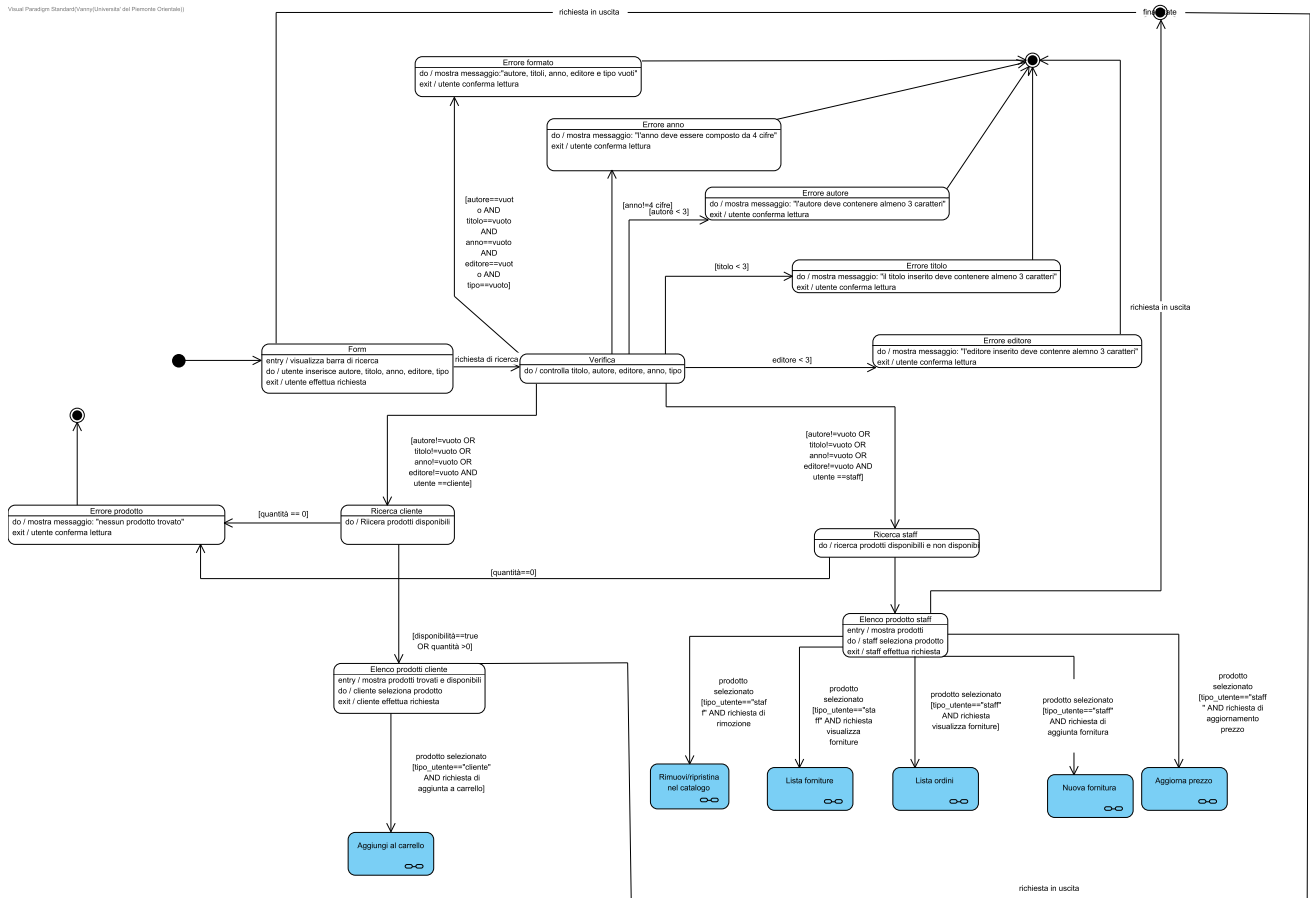 Visual Paradigm Standard(Vanny(Universita' del Piemonte Orientale))
richiesta in uscita
Errore formato
do / mostra messaggio:"autore, titoli, anno, editore e tipo vuoti"
exit / utente conferma lettura
Errore anno
do / mostra messaggio: "l'anno deve essere composto da 4 cifre"
exit / utente conferma lettura
[autore==vuot
o AND
titolo==vuoto
AND
anno==vuoto
AND
editore==vuot
o AND
tipo==vuoto]
[anno!=4 cifre]
[autore < 3]
Errore autore
do / mostra messaggio: "l'autore deve contenere almeno 3 caratteri"
exit / utente conferma lettura
[titolo < 3]
Errore titolo
do / mostra messaggio: "il titolo inserito deve contenere almeno 3 caratteri"
exit / utente conferma lettura
richiesta in uscita
Form
entry / visualizza barra di ricerca
do / utente inserisce autore, titolo, anno, editore, tipo
exit / utente effettua richiesta
richiesta di ricerca
Verifica
do / controlla titolo, autore, editore, anno, tipo
editore < 3]
Errore editore
do / mostra messaggio: "l'editore inserito deve contenre alemno 3 caratteri"
exit / utente conferma lettura
[autore!=vuoto OR
titolo!=vuoto OR
anno!=vuoto OR
editore!=vuoto AND
utente ==cliente]
[autore!=vuoto OR
titolo!=vuoto OR
anno!=vuoto OR
editore!=vuoto AND
utente ==staff]
Errore prodotto
do / mostra messaggio: "nessun prodotto trovato"
exit / utente conferma lettura
[quantità == 0]
Ricerca cliente
do / Riicera prodotti disponibili
Ricerca staff
do / ricerca prodotti disponibilli e non disponibi
[quantità==0]
[disponibilità==true
OR quantità >0]
Elenco prodotto staff
entry / mostra prodotti
do / staff seleziona prodotto
exit / staff effettua richiesta
Elenco prodotti cliente
entry / mostra prodotti trovati e disponibili
do / cliente seleziona prodotto
exit / cliente effettua richiesta
prodotto
selezionato
[tipo_utente=="staf
f" AND richiesta di
rimozione
prodotto
selezionato
[tipo_utente=="sta
ff" AND richiesta
visualizza
forniture
prodotto selezionato
[tipo_utente=="staff"
AND richiesta
visualizza forniture]
prodotto selezionato
[tipo_utente=="staff"
AND richiesta di
aggiunta fornitura
prodotto
selezionato
[tipo_utente=="staff
" AND richiesta di
aggiornamento
prezzo
prodotto selezionato
[tipo_utente=="cliente"
AND richiesta di
aggiunta a carrello]
Rimuovi/ripristina
nel catalogo
Lista forniture
Lista ordini
Nuova fornitura
Aggiorna prezzo
Aggiungi al carrello
richiesta in uscita